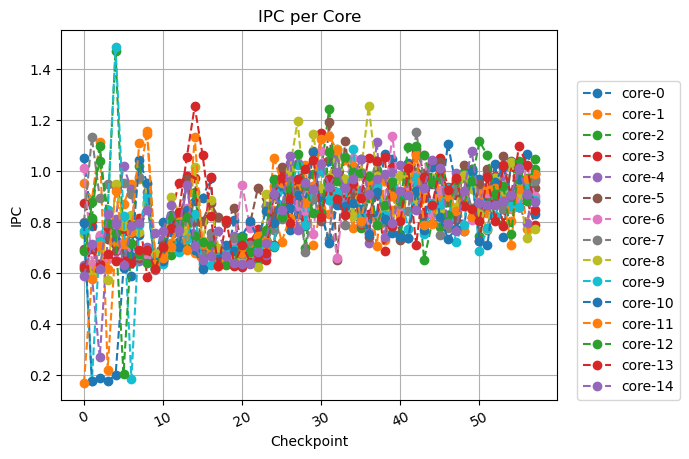 IPC per Core
IPC
1.4
1.2
1.0
0.8
0.6
0.4
0.2
0
10
20
30
40
50
Checkpoint
core-0
core-1
core-2
core-3
core-4
core-5
core-6
core-7
core-8
core-9
core-10
core-11
core-12
core-13
core-14